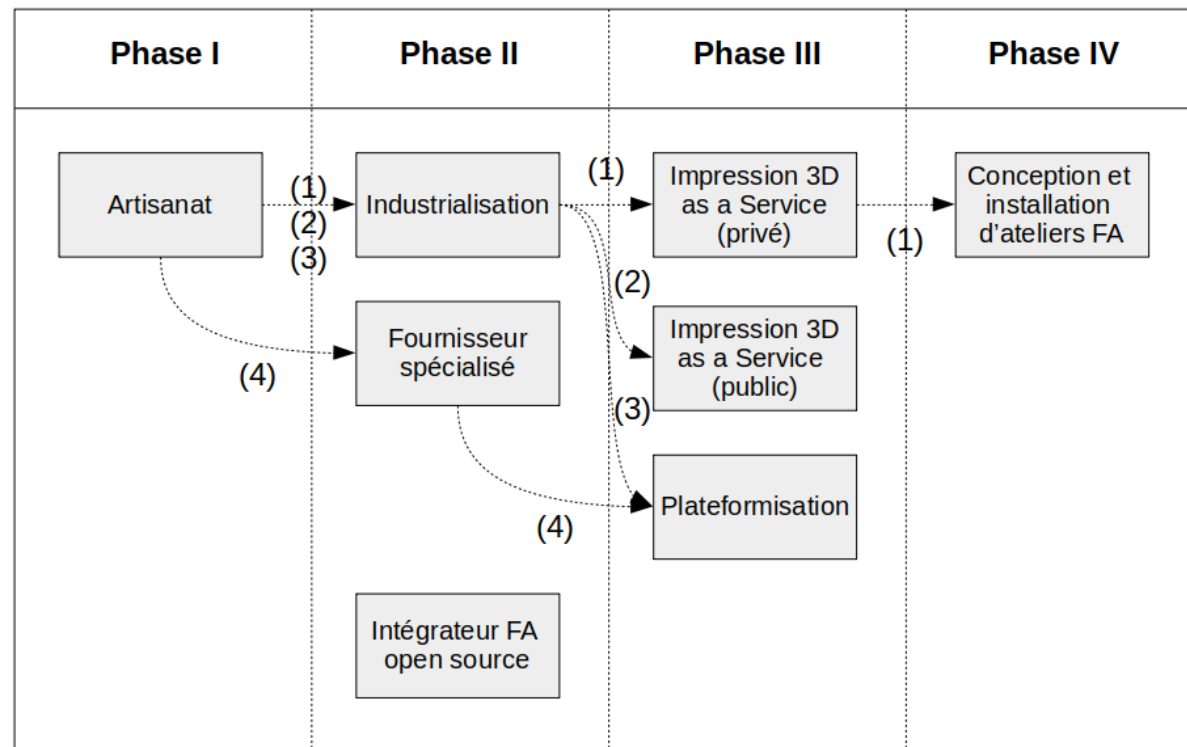 Phase I
Phase II
Phase III
Phase IV
Artisanat
(1)
(2)
(3)
Industrialisation
(1)
Impression 3D
as a Service
(privé)
(1)
Conception et
installation
d’ateliers FA
(4)
Fournisseur
spécialisé
(2)
Impression 3D
as a Service
(public)
(3)
(4)
Plateformisation
Intégrateur FA
open source